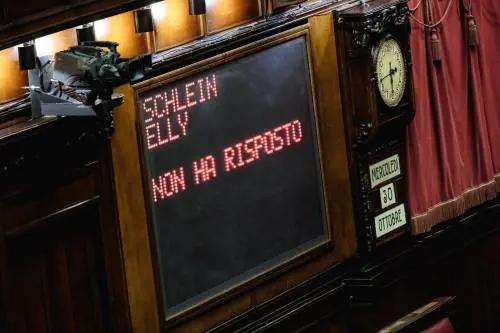 SCHLEIN
ELLY
NON HA RISPOSTO
MERCOLEDI
30
OTTOBRE